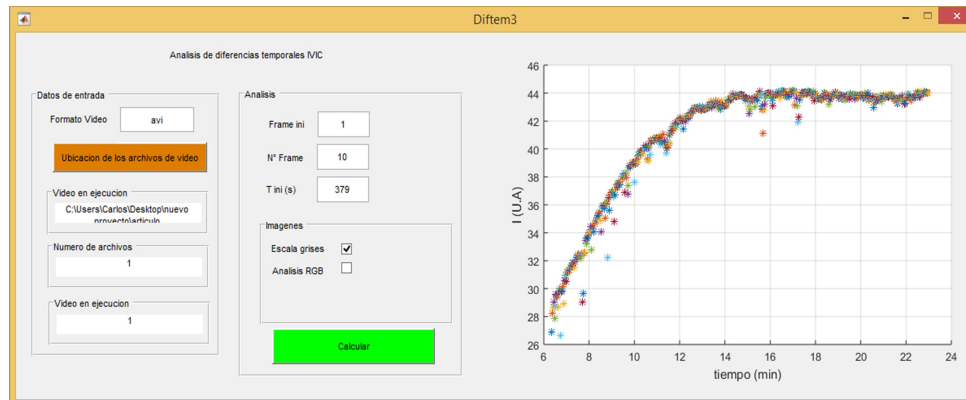 Diftem3
Analisis de diferencias temporales IVIC
Datos de entrada
Formato Video
avi
Ubicacion de los archivos de video
Video en ejecucion
C:\Users\Carlos\Desktop\nuevo
proyecto\articulo
Numero de archivos
1
Video en ejecucion
1
Analisis
Frame ini
1
N° Frame
10
T ini (s)
379
Imagenes
Escala grises
Analisis RGB
Calcular
I (U.A)
46
44
42
40
38
36
34
32
30
28
26
6 8 10 12 14 16 18 20 22 24
tiempo (min)